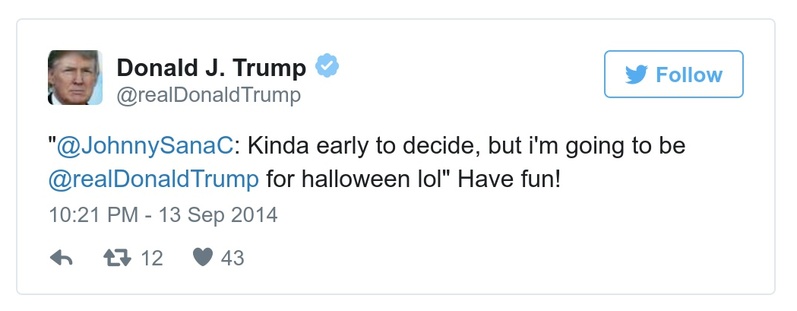 Donald J. Trump
@realDonaldTrump
Follow
"@JohnnySanaC: Kinda early to decide, but i'm going to be
@realDonaldTrump for halloween lol" Have fun!
10:21 PM - 13 Sep 2014
12 43